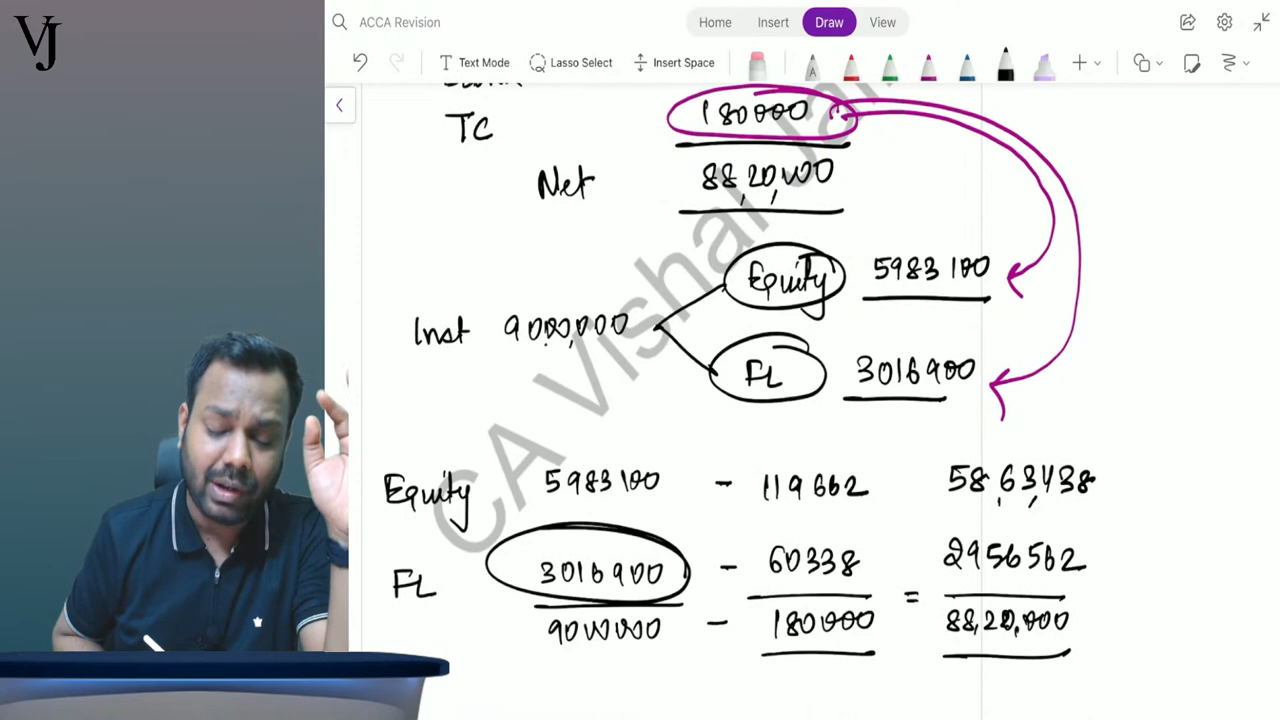 VJ
ACCA Revision
Home Insert Draw View
Text Mode Lasso Select Insert Space
TC 180000
Net 88,20,000
Equity 5983100
Inst 9000,000
FL 3016900
Equity 5983100 - 119662 58,63,438
FL 3016900 - 60338 2956562
9000000 - 180000 = 88,20,000
CA Vishal Jain